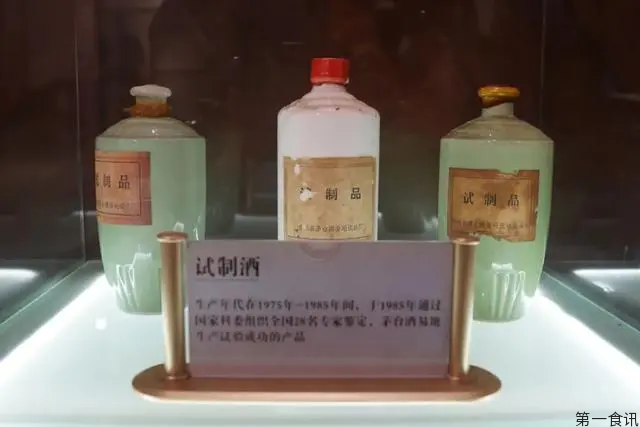 试制品
试制品
试制品
试制酒
生产年代在1975年-1985年间,于1985年通过
国家科委组织全国28名专家鉴定,茅台酒易地
生产试验成功的产品
第一食讯